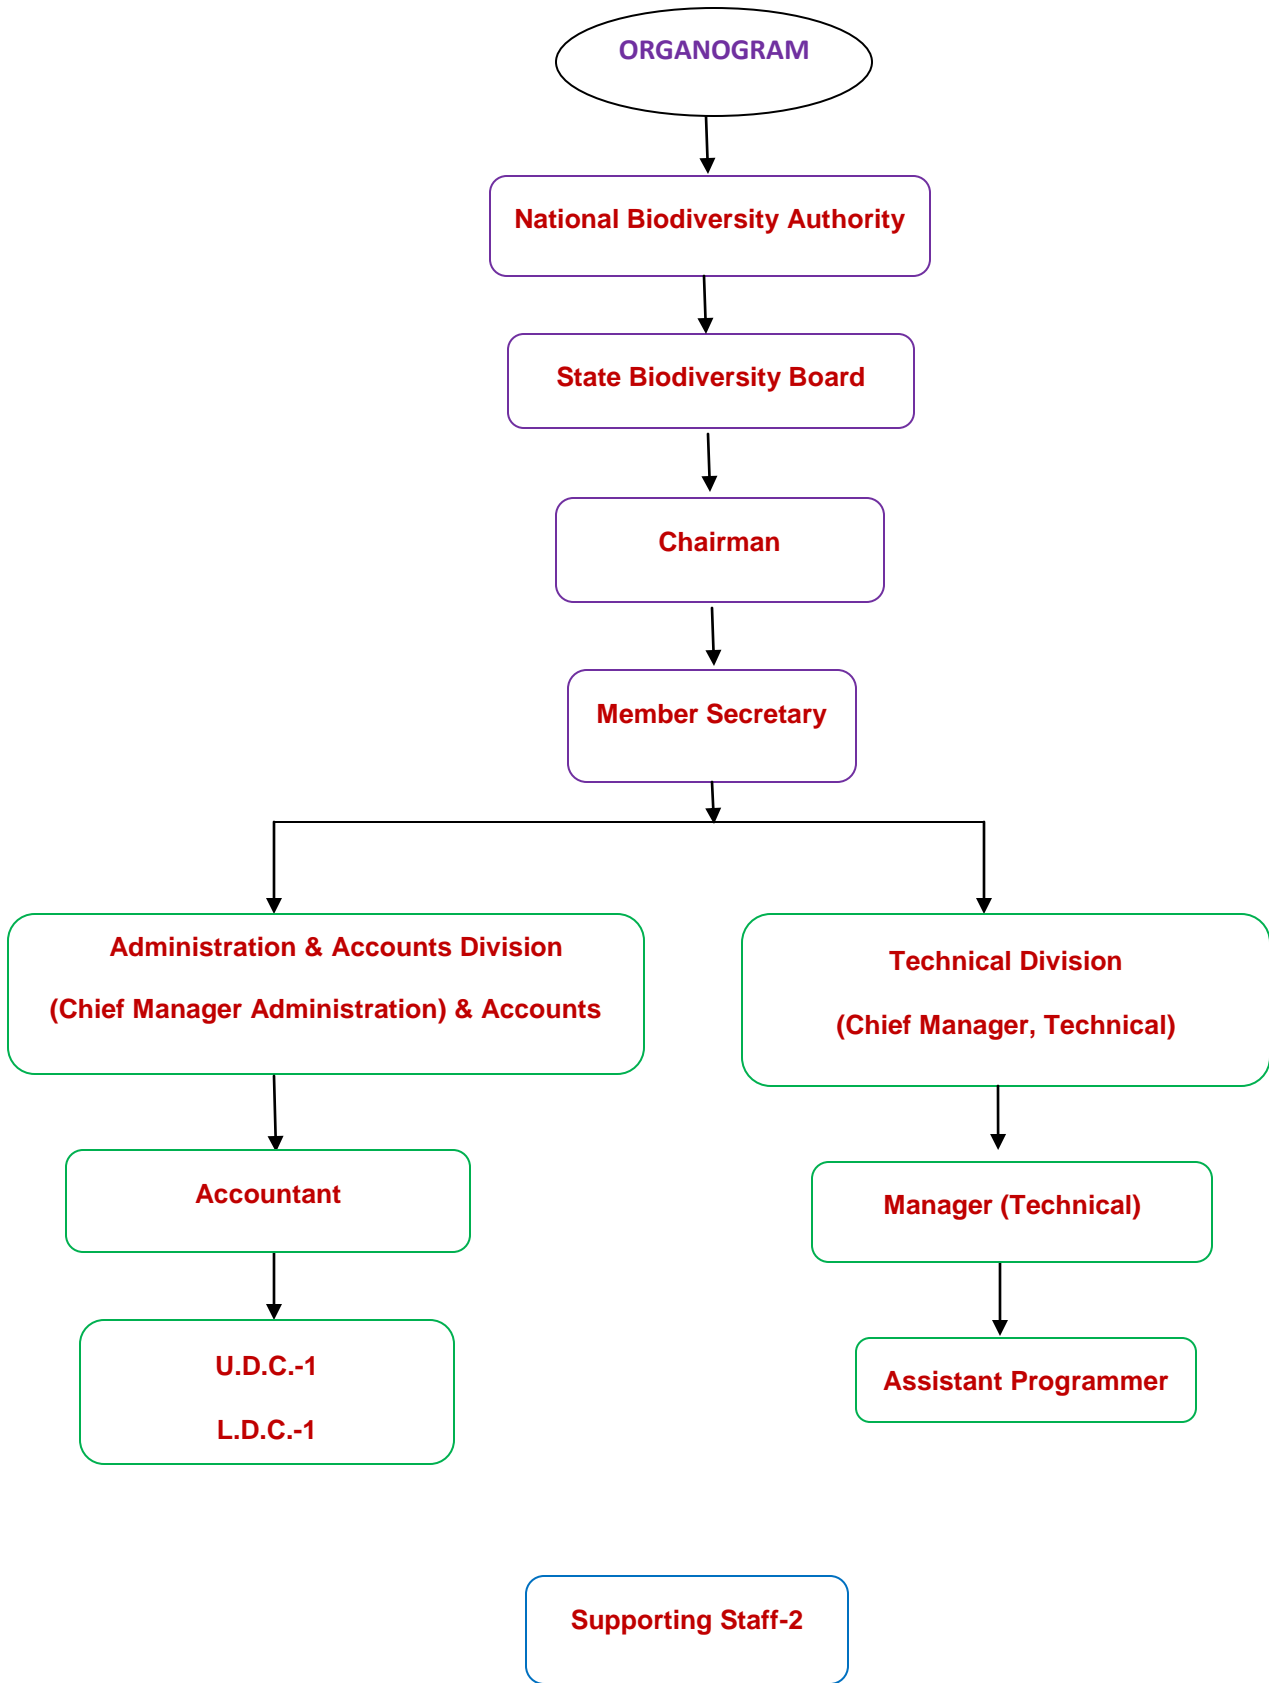 ORGANOGRAM
National Biodiversity Authority
State Biodiversity Board
Chairman
Member Secretary
Administration & Accounts Division
(Chief Manager Administration) & Accounts
Technical Division
(Chief Manager, Technical)
Accountant
Manager (Technical)
U.D.C.-1
L.D.C.-1
Assistant Programmer
Supporting Staff-2